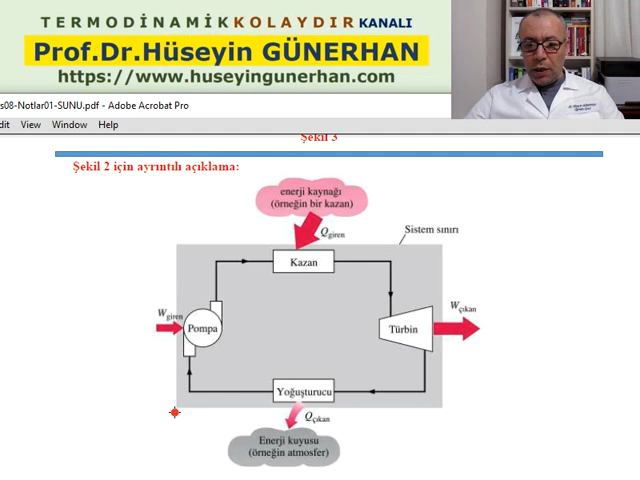 TERMODİNAMİKKOLAYDIR KANALI
Prof.Dr.Hüseyin GÜNERHAN
https://www.huseyingunerhan.com
s08-Notlar01-SUNU.pdf - Adobe Acrobat Pro
dit View Window Help
Şekil 3
Şekil 2 için ayrıntılı açıklama:
enerji kaynağı
(örneğin bir kazan)
Qgiren
Sistem sınırı
Kazan
Wgiren
Pompa
Türbin
Wçıkan
Yoğuşturucu
Qçıkan
Enerji kuyusu
(örneğin atmosfer)